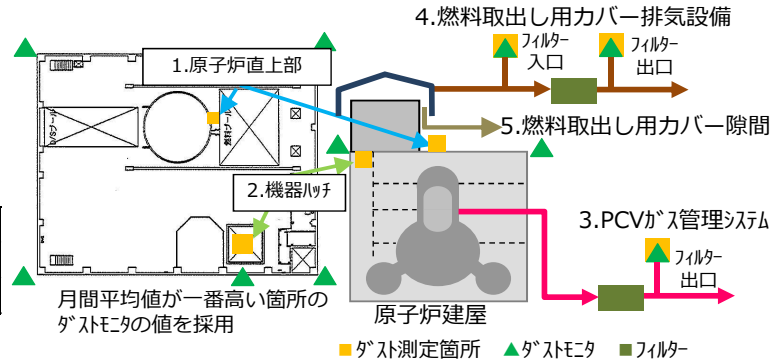 4.燃料取出し用カバー排気設備
フィルター
入口
フィルター
出口
1.原子炉直上部
5.燃料取出し用カバー隙間
2.機器ハッチ
3.PCVガス管理システム
フィルター
出口
月間平均値が一番高い箇所の
ダストモニタの値を採用
原子炉建屋
ダスト測定箇所 ダストモニタ フィルター